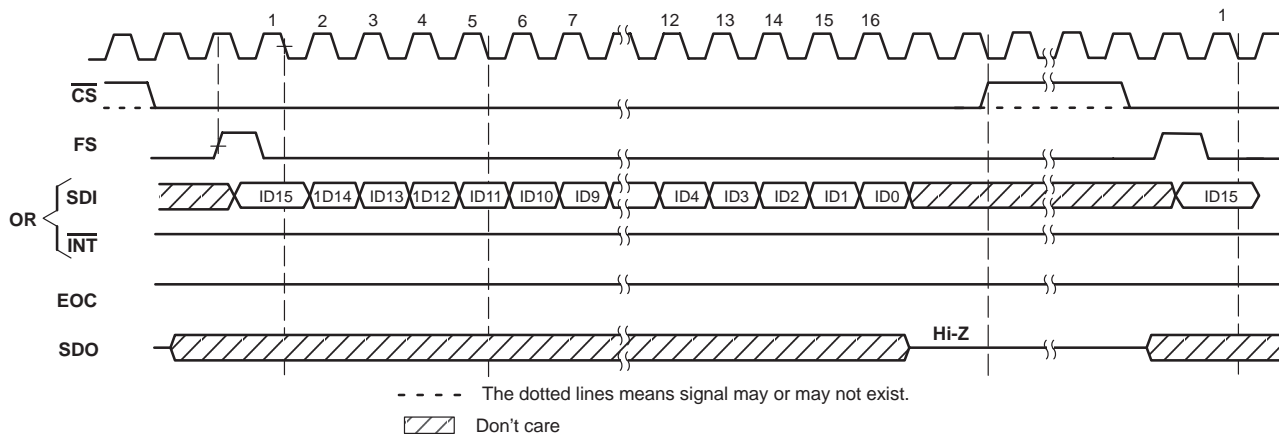 1 2 3 4 5 6 7 12 13 14 15 16 1
CS
FS
SDI ID15 1D14 ID13 1D12 ID11 ID10 ID9 ID4 ID3 ID2 ID1 ID0 ID15
OR
INT
EOC
Hi-Z
SDO
The dotted lines means signal may or may not exist.
Don't care